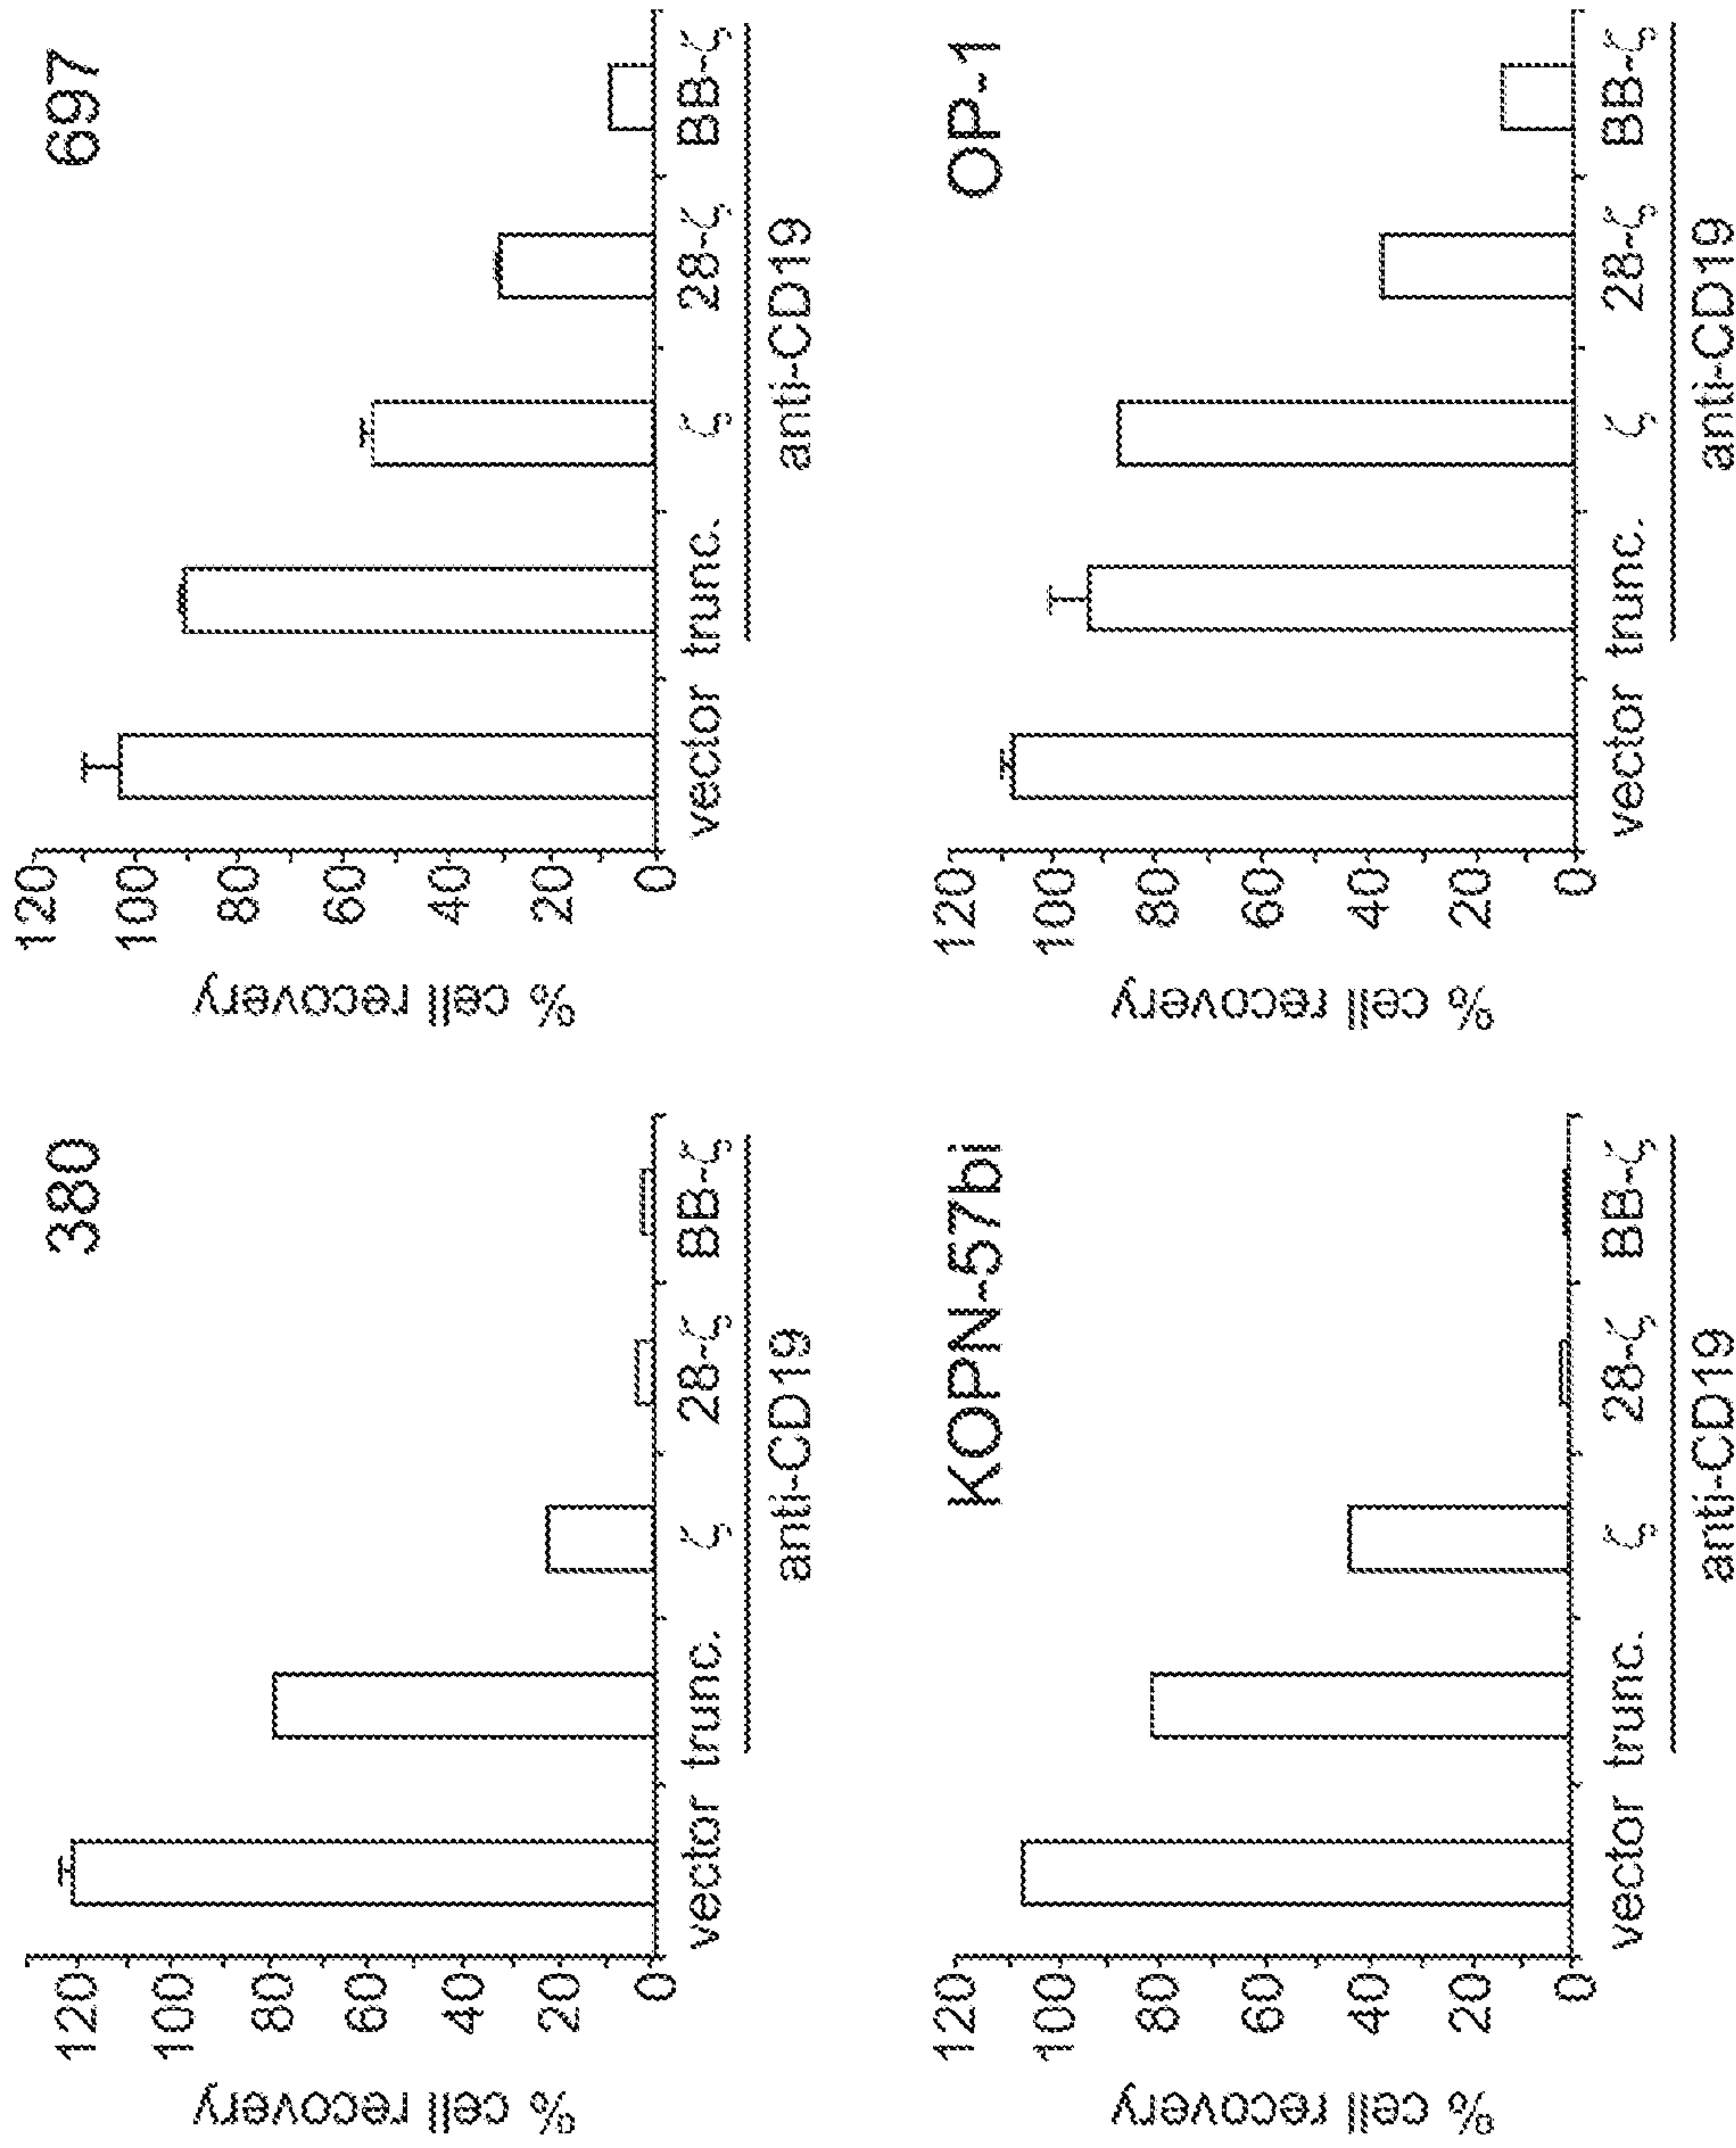 380
% cell recovery
120
100
80
60
40
20
0
vector trunc. ζ 28-ζ BB-ζ
anti-CD19
697
% cell recovery
120
100
80
60
40
20
0
vector trunc. ζ 28-ζ BB-ζ
anti-CD19
KOPN-57bi
% cell recovery
120
100
80
60
40
20
0
vector trunc. ζ 28-ζ BB-ζ
anti-CD19
OP-1
% cell recovery
120
100
80
60
40
20
0
vector trunc. ζ 28-ζ BB-ζ
anti-CD19